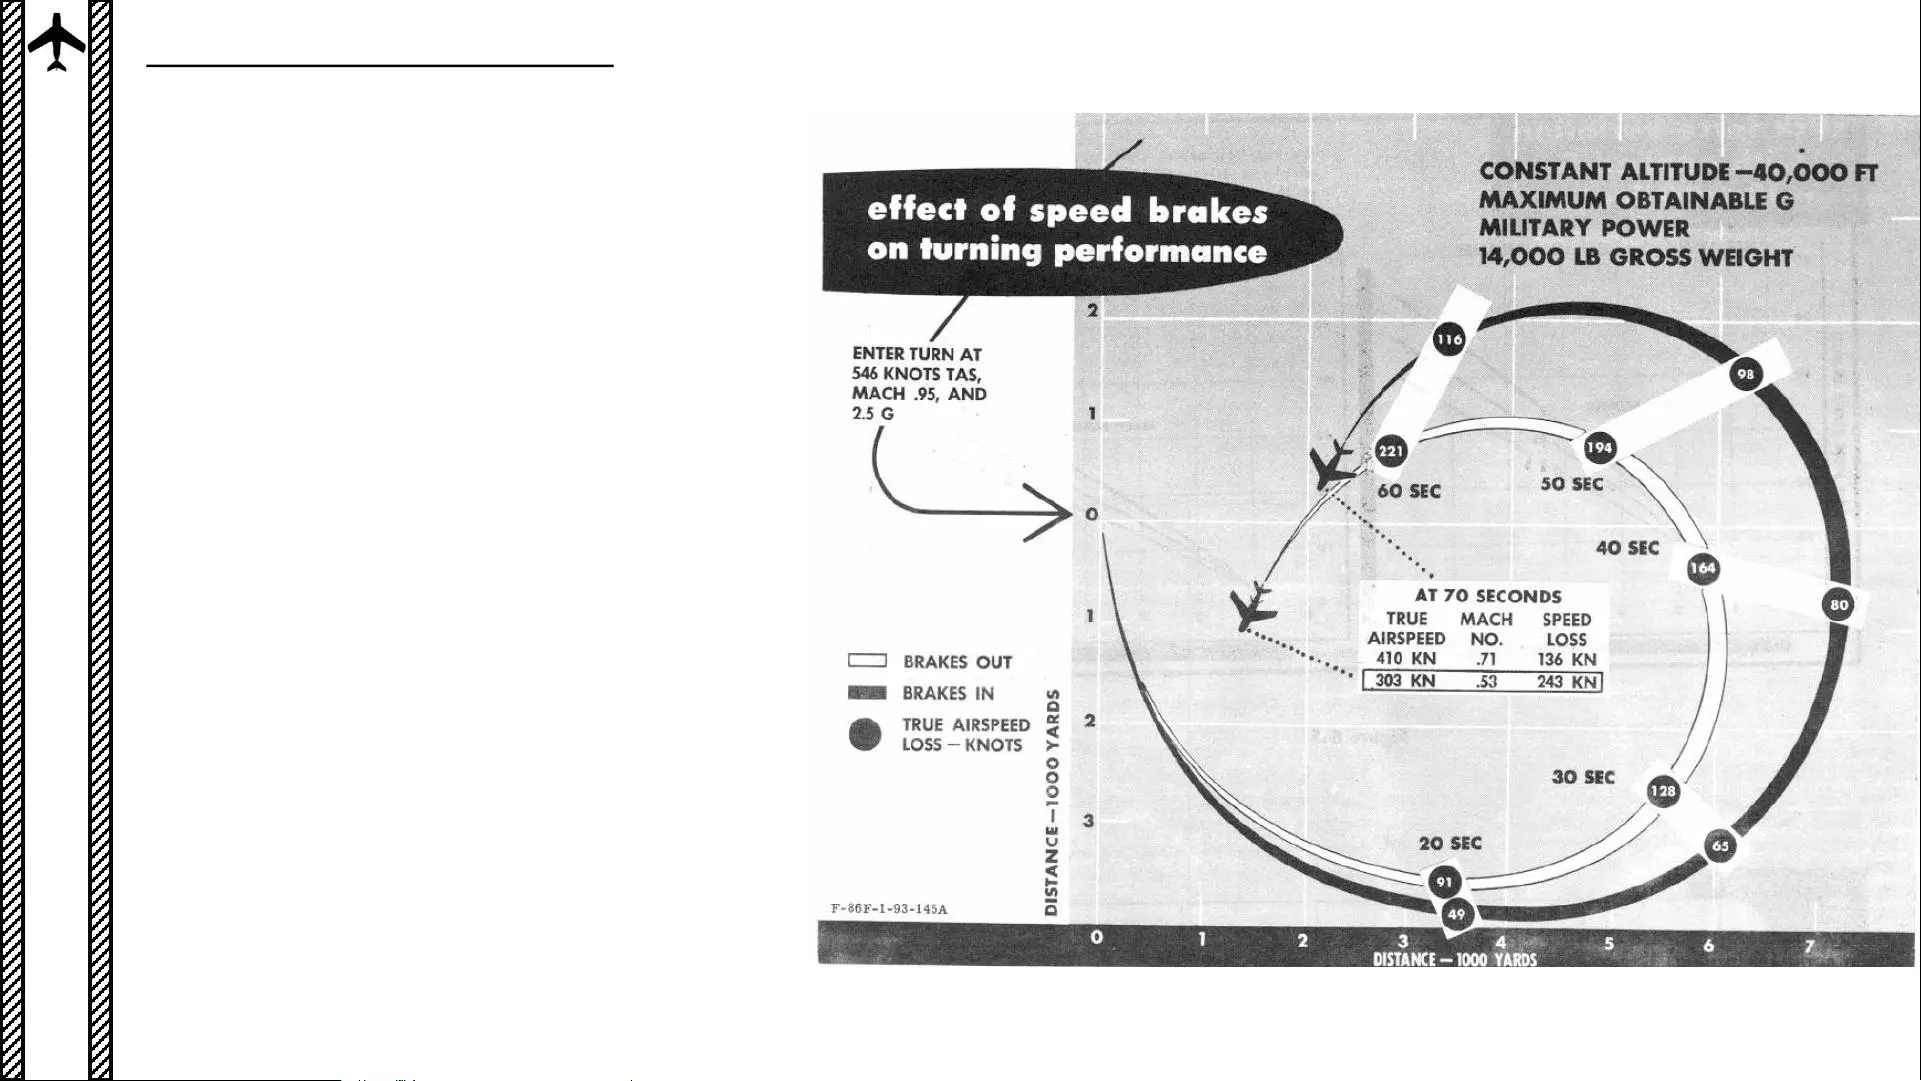 effect of speed brakes
on turning performance
CONSTANT ALTITUDE—40,000 FT
MAXIMUM OBTAINABLE G
MILITARY POWER
14,000 LB GROSS WEIGHT
ENTER TURN AT
546 KNOTS TAS,
MACH .95, AND
2.5 G
2
1
0
1
2
3
DISTANCE—1000 YARDS
116
98
221
194
60 SEC
50 SEC
40 SEC
164
80
AT 70 SECONDS
TRUE AIRSPEED MACH NO. SPEED LOSS
410 KN .71 136 KN
303 KN .53 243 KN
BRAKES OUT
BRAKES IN
TRUE AIRSPEED
LOSS—KNOTS
30 SEC
128
65
20 SEC
91
49
F-86F-1-93-145A
0 1 2 3 4 5 6 7
DISTANCE—1000 YARDS